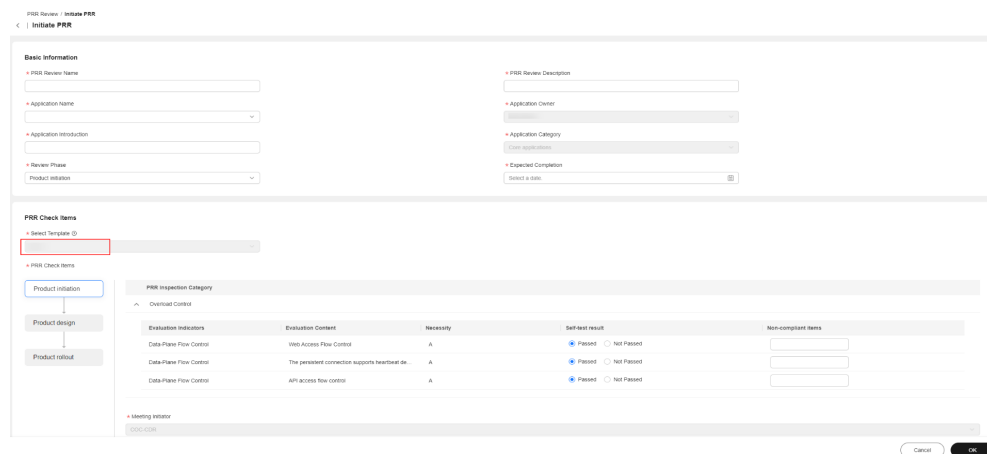 PRR Review / Initiate PRR
< | Initiate PRR
Basic Information
* PRR Review Name
* PRR Review Description
* Application Name
* Application Owner
* Application Introduction
* Application Category
Core applications
* Review Phase
* Expected Completion
Product initiation
Select a date
PRR Check Items
* Select Template
* PRR Check Items
Product initiation
Product design
Product rollout
PRR Inspection Category
Overload Control
Evaluation Indicators Evaluation Content Necessity Self-test result Non-compliant items
Data-Plane Flow Control Web Access Flow Control A Passed Not Passed
Data-Plane Flow Control The persistent connection supports heartbeat de... A Passed Not Passed
Data-Plane Flow Control API access flow control A Passed Not Passed
* Meeting Initiator
Cancel OK